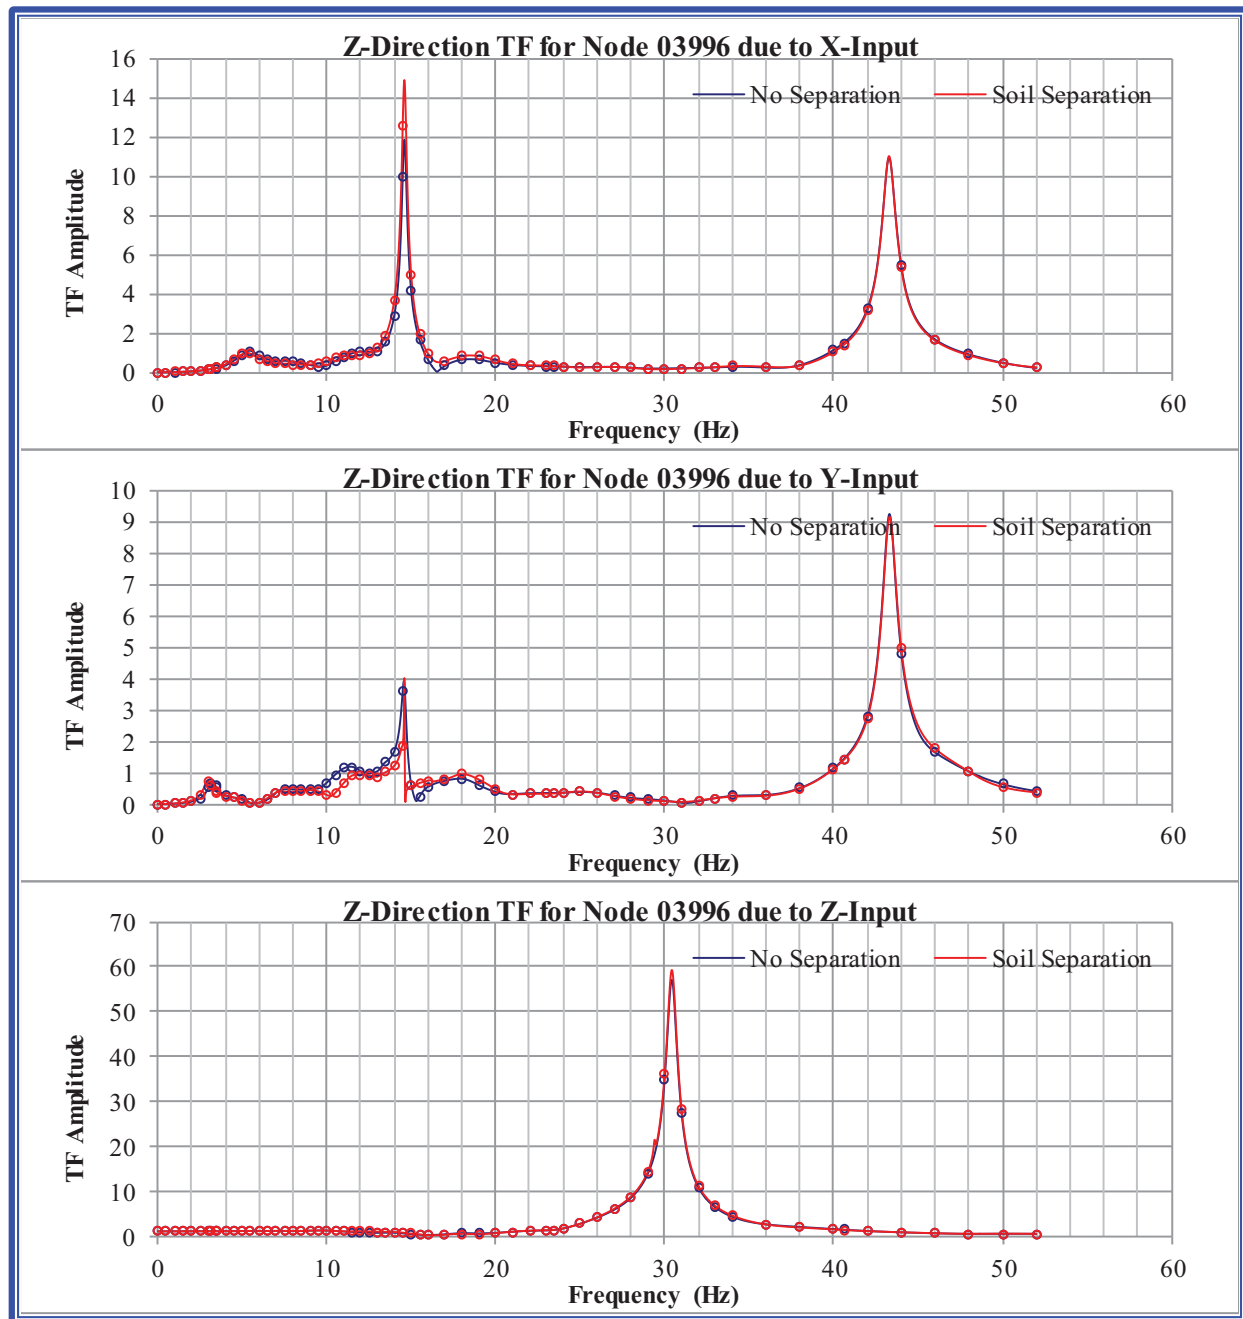 Z-Direction TF for Node 03996 due to X-Input
16
14
12
10
8
6
4
2
0
TF Amplitude
No Separation
Soil Separation
0 10 20 30 40 50 60
Frequency (Hz)
Z-Direction TF for Node 03996 due to Y-Input
10
9
8
7
6
5
4
3
2
1
0
TF Amplitude
No Separation
Soil Separation
0 10 20 30 40 50 60
Frequency (Hz)
Z-Direction TF for Node 03996 due to Z-Input
70
60
50
40
30
20
10
0
TF Amplitude
No Separation
Soil Separation
0 10 20 30 40 50 60
Frequency (Hz)